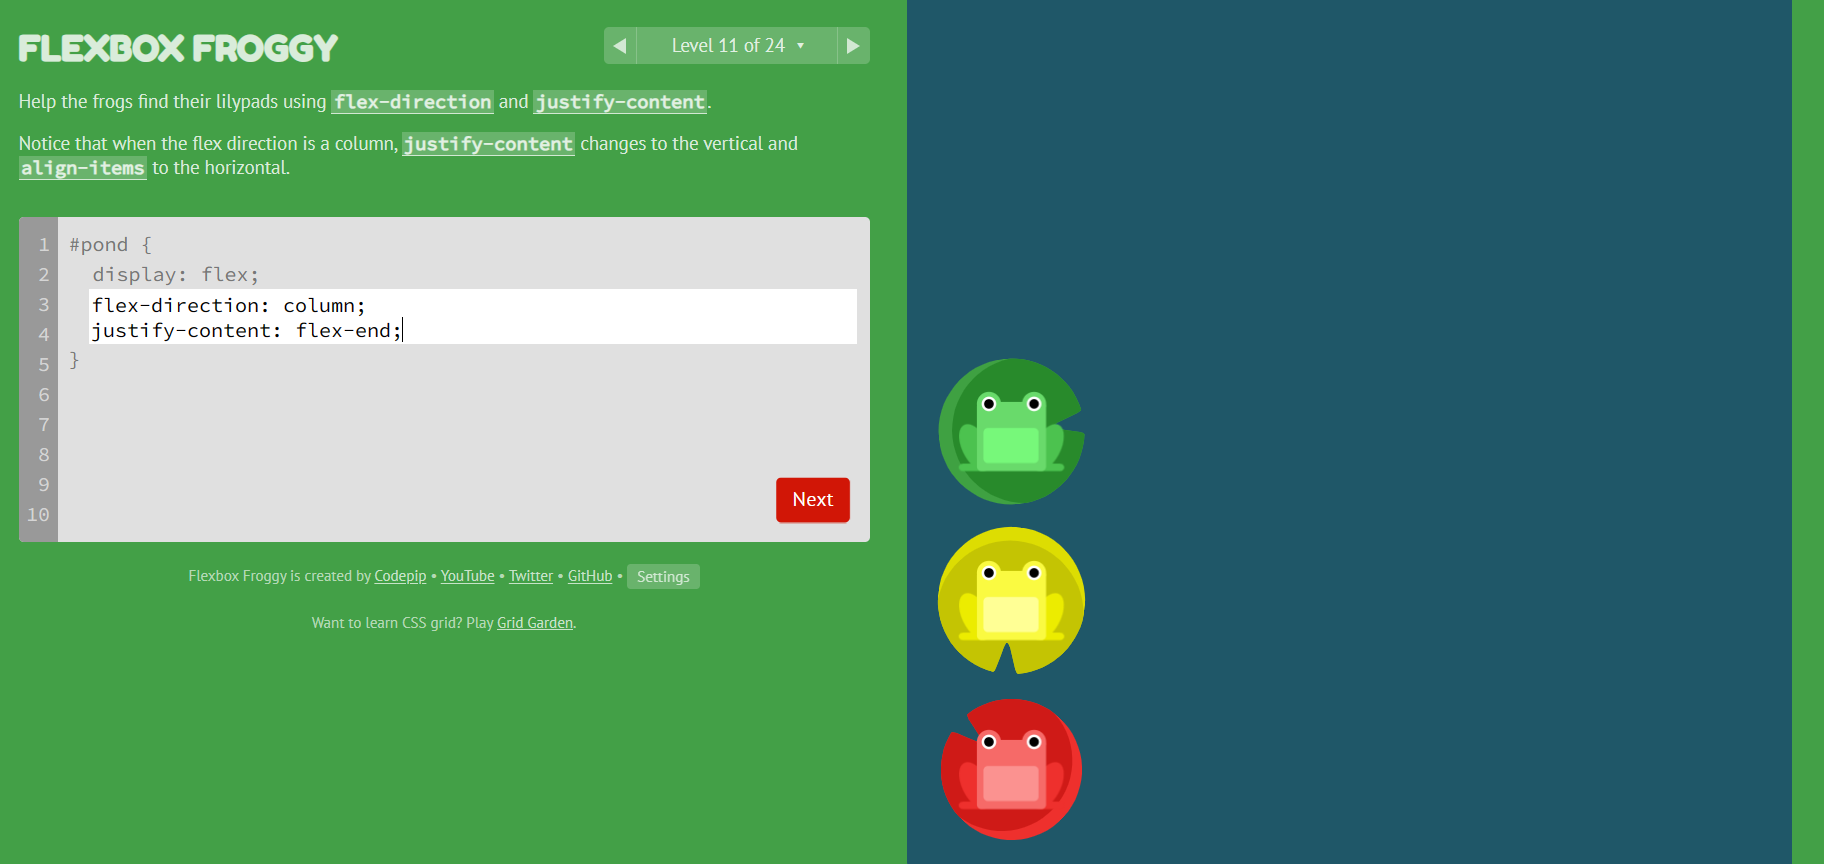 FLEXBOX FROGGY
Level 11 of 24
Help the frogs find their lilypads using flex-direction and justify-content.
Notice that when the flex direction is a column, justify-content changes to the vertical and
align-items to the horizontal.
1 #pond {
2 display: flex;
3 flex-direction: column;
4 justify-content: flex-end;
5 }
6
7
8
9
10
Next
Flexbox Froggy is created by Codepip • YouTube • Twitter • GitHub • Settings
Want to learn CSS grid? Play Grid Garden.